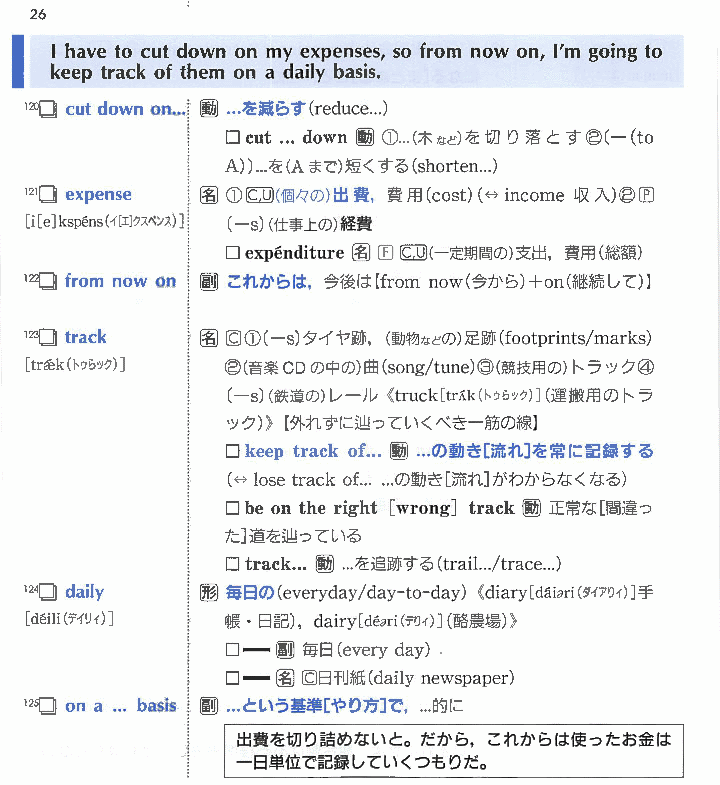 26
I have to cut down on my expenses, so from now on, I'm going to
keep track of them on a daily basis.
120 cut down on... 動 ...を減らす(reduce...)
□ cut ... down 動 ①...(木など)を切り落とす②(―(to
A))...を(Aまで)短くする(shorten...)
121 expense 名 ①C,U(個々の)出費, 費用(cost)(↔ income 収入)②P
[i[e]kspéns(イ[エ]クスペンス)] (―s)(仕事上の)経費
□ expénditure 名 F C,U(一定期間の)支出, 費用(総額)
122 from now on 副 これからは, 今後は【from now(今から)+on(継続して)】
123 track 名 C①(―s)タイヤ跡, (動物などの)足跡(footprints/marks)
[trǽk(トゥらック)] ②(音楽CDの中の)曲(song/tune)③(競技用の)トラック④
(―s)(鉄道の)レール《truck[trʌ́k(トゥらック)](運搬用のトラ
ック)》【外れずに辿っていくべき一筋の線】
□ keep track of... 動 ...の動き[流れ]を常に記録する
(↔ lose track of... ...の動き[流れ]がわからなくなる)
□ be on the right [wrong] track 動 正常な[間違っ
た]道を辿っている
□ track... 動 ...を追跡する(trail.../trace...)
124 daily 形 毎日の(everyday/day-to-day)《diary[dáiəri(ダイアりィ)]手
[déili(デイリィ)] 帳・日記), dairy[déəri(デりィ)](酪農場)》
□ ― 副 毎日(every day)
□ ― 名 C日刊紙(daily newspaper)
125 on a ... basis 副 ...という基準[やり方]で, ...的に
出費を切り詰めないと。だから, これからは使ったお金は
一日単位で記録していくつもりだ。